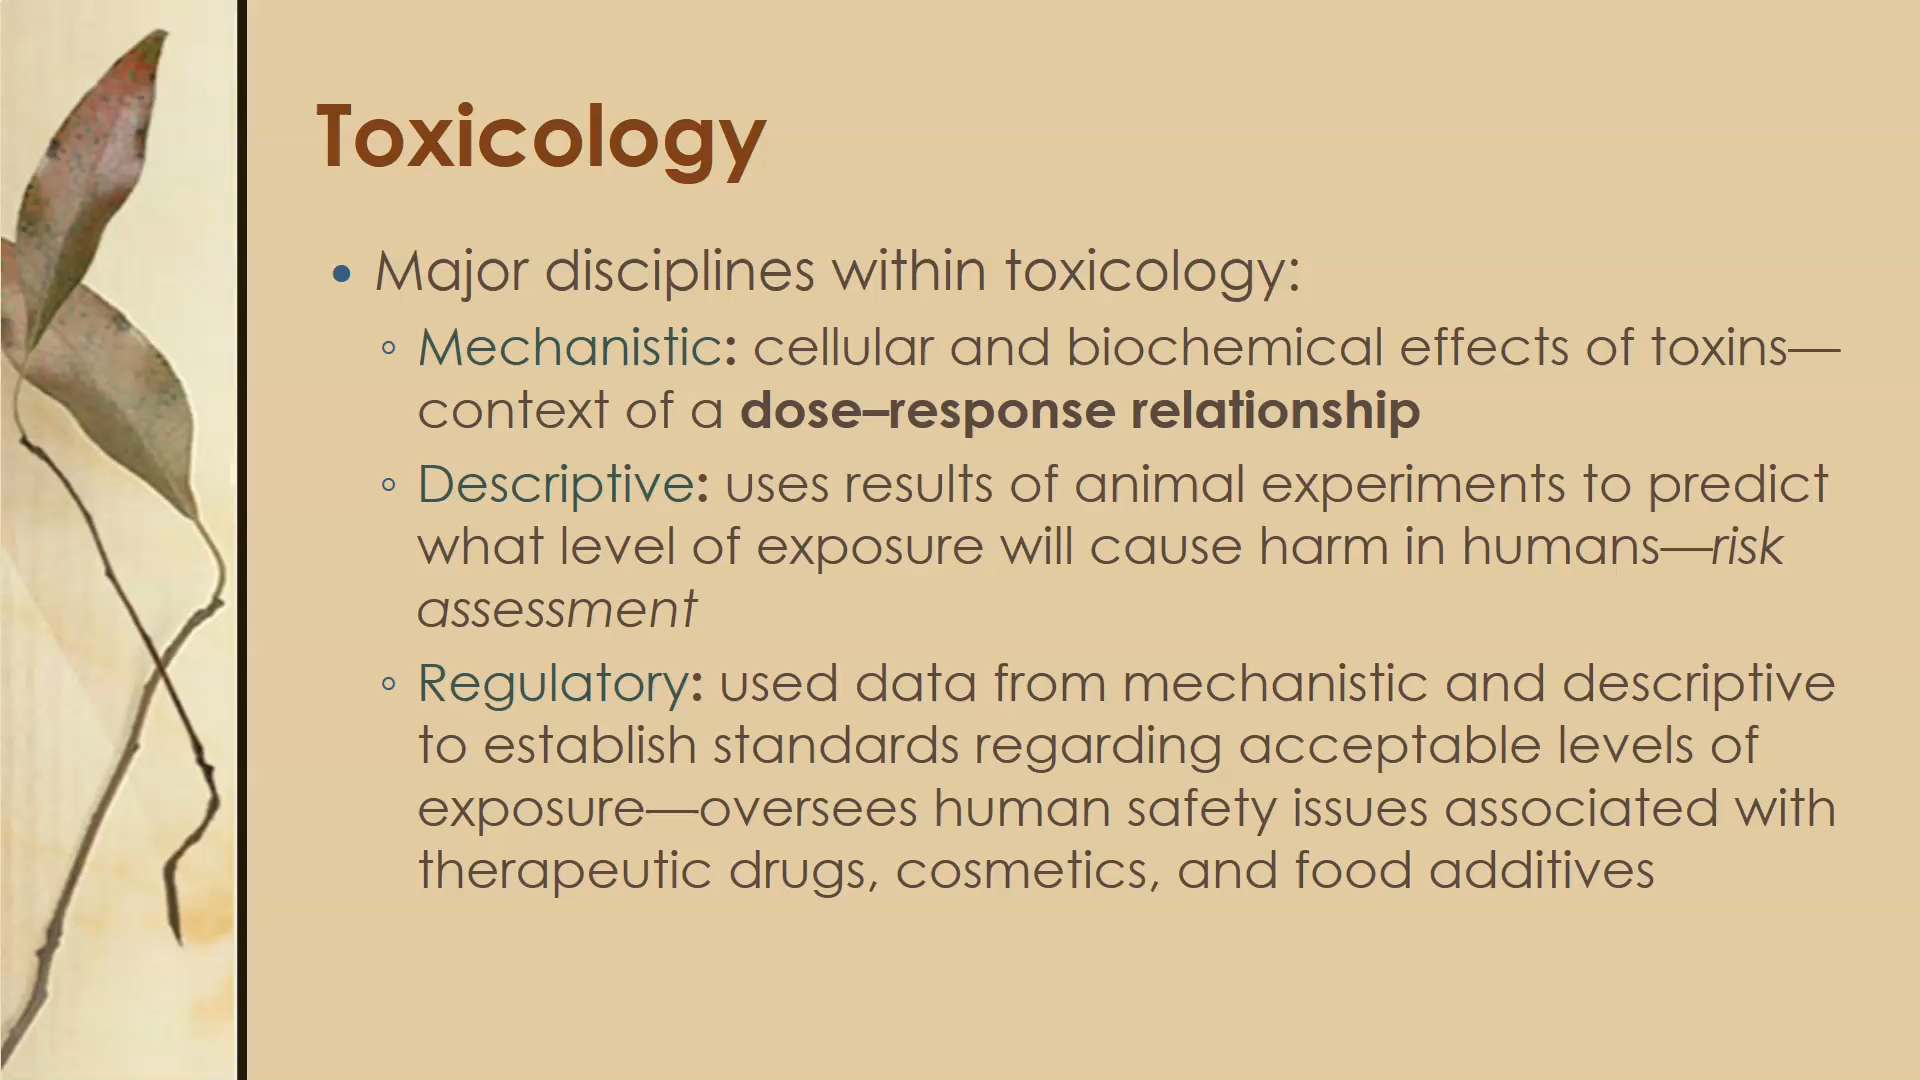 Toxicology
• Major disciplines within toxicology:
◦ Mechanistic: cellular and biochemical effects of toxins—
context of a dose–response relationship
◦ Descriptive: uses results of animal experiments to predict
what level of exposure will cause harm in humans—risk
assessment
◦ Regulatory: used data from mechanistic and descriptive
to establish standards regarding acceptable levels of
exposure—oversees human safety issues associated with
therapeutic drugs, cosmetics, and food additives